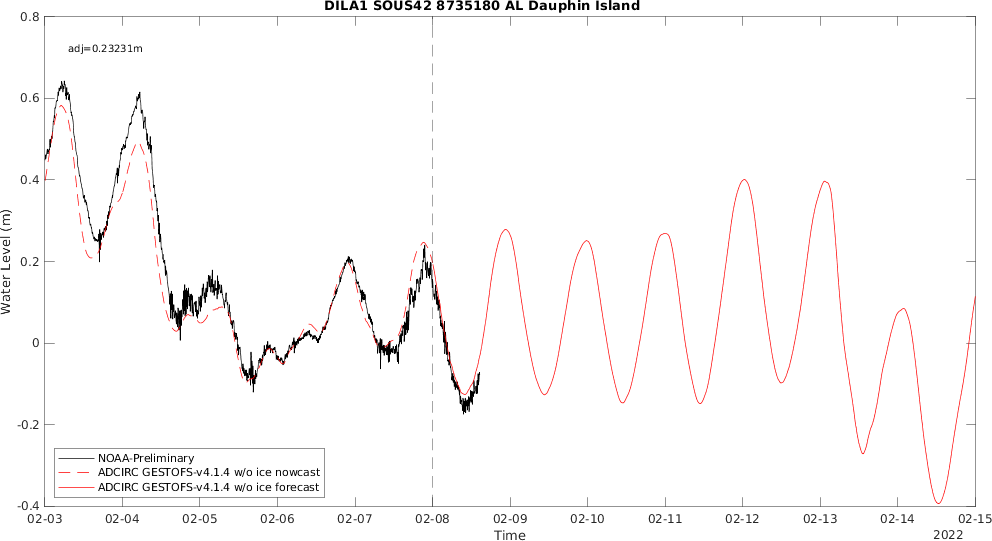 DILA1 SOUS42 8735180 AL Dauphin Island
adj=0.23231m
Water Level (m)
0.8
0.6
0.4
0.2
0
-0.2
-0.4
NOAA-Preliminary
ADCIRC GESTOFS-v4.1.4 w/o ice nowcast
ADCIRC GESTOFS-v4.1.4 w/o ice forecast
02-03 02-04 02-05 02-06 02-07 02-08 02-09 02-10 02-11 02-12 02-13 02-14 02-15
Time
2022